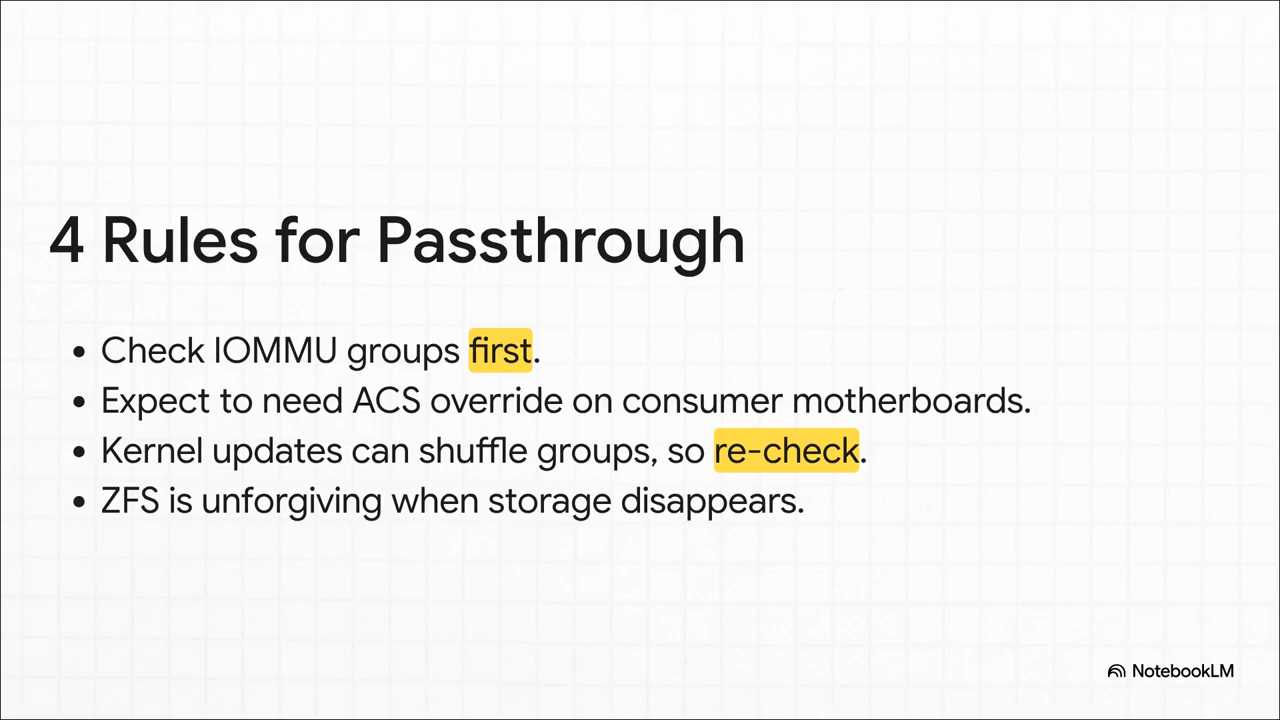 4 Rules for Passthrough
• Check IOMMU groups first.
• Expect to need ACS override on consumer motherboards.
• Kernel updates can shuffle groups, so re-check.
• ZFS is unforgiving when storage disappears.
NotebookLM